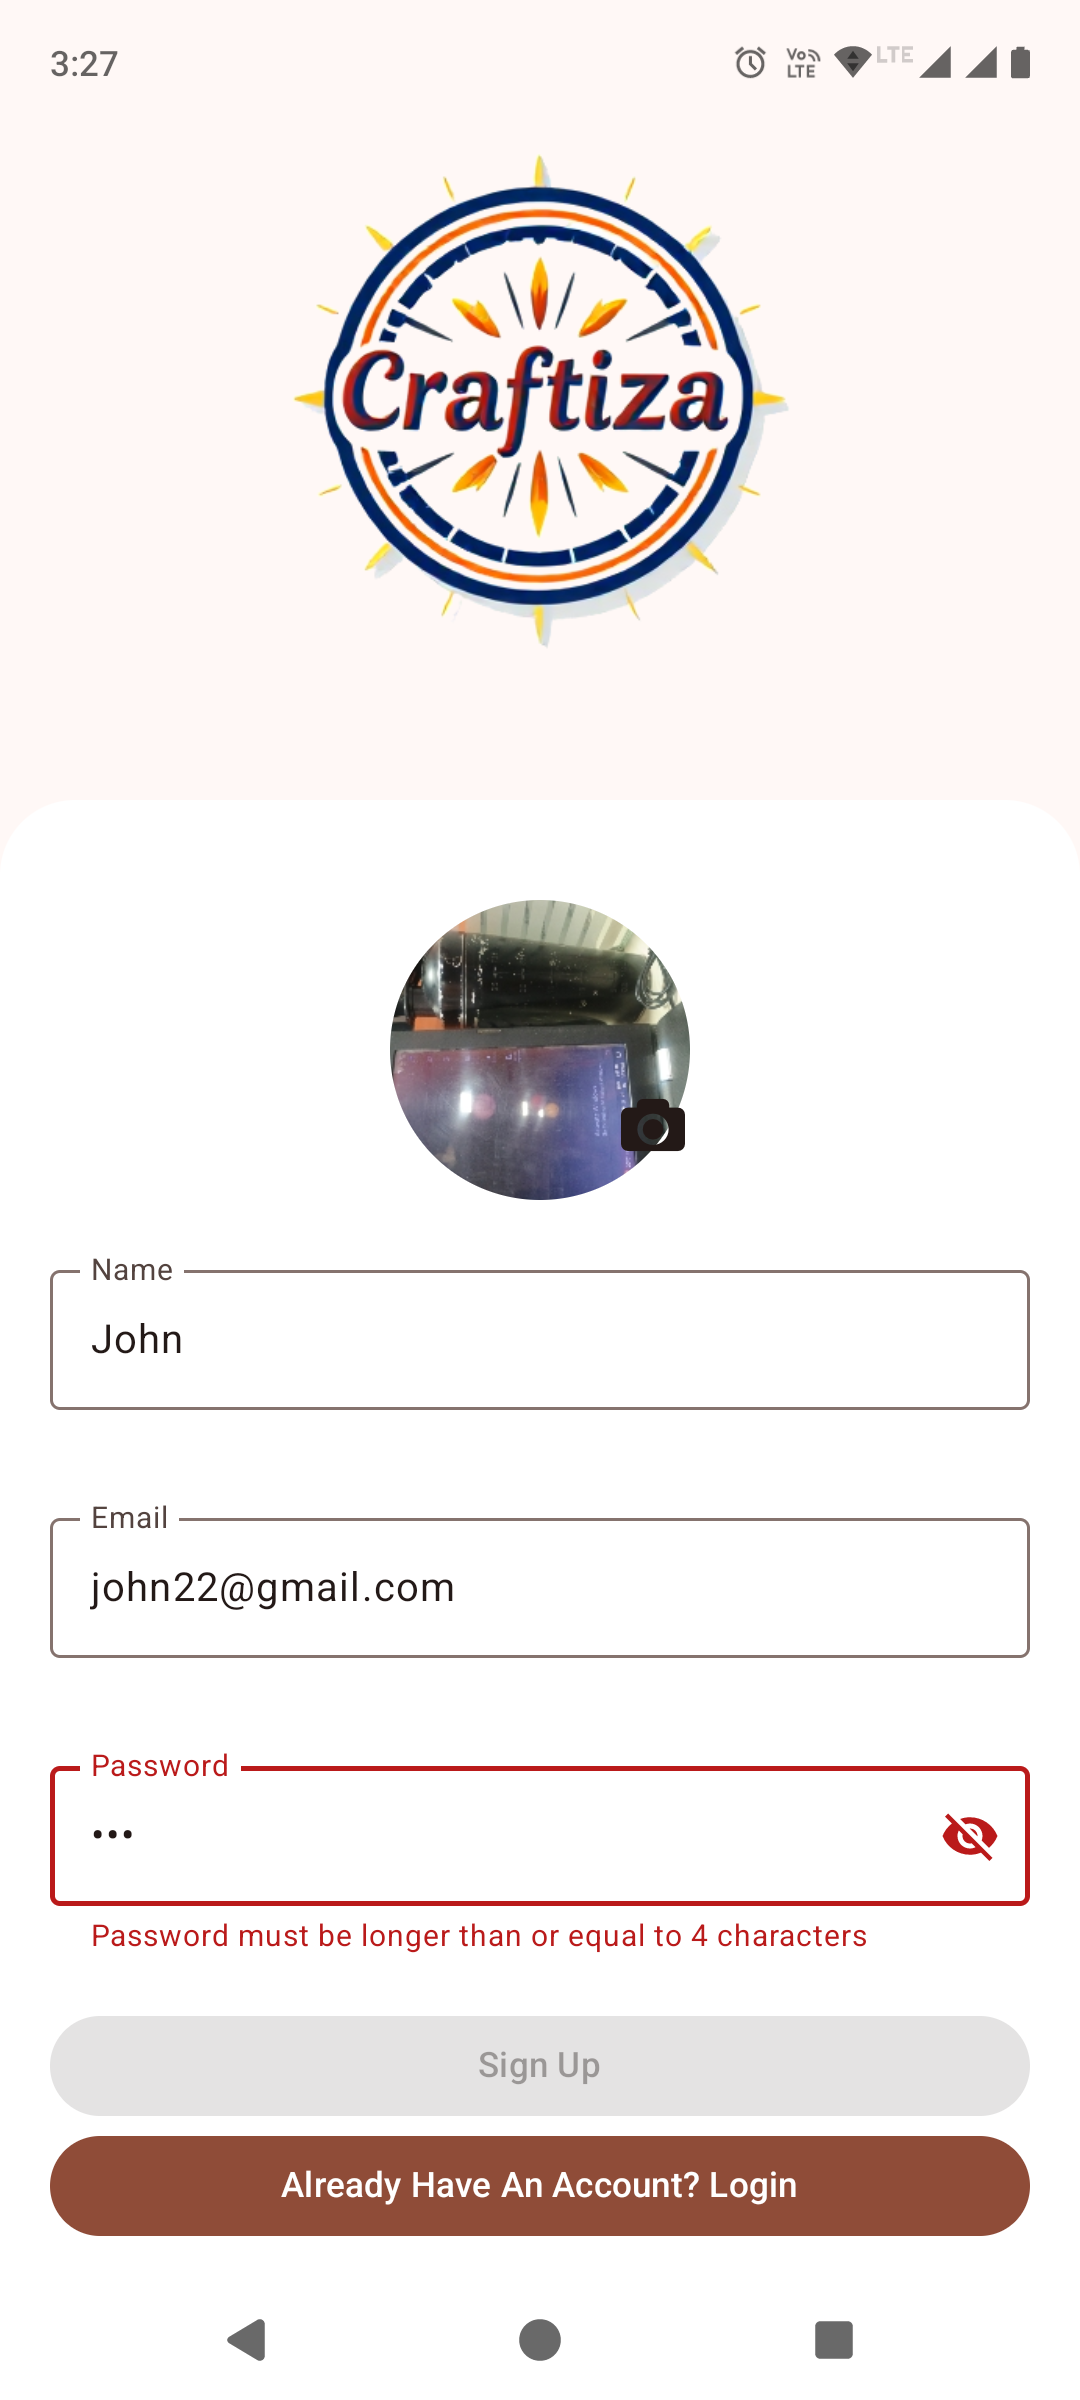 3:27
Vo LTE
LTE
Craftiza
Name
John
Email
john22@gmail.com
Password
•••
Password must be longer than or equal to 4 characters
Sign Up
Already Have An Account? Login